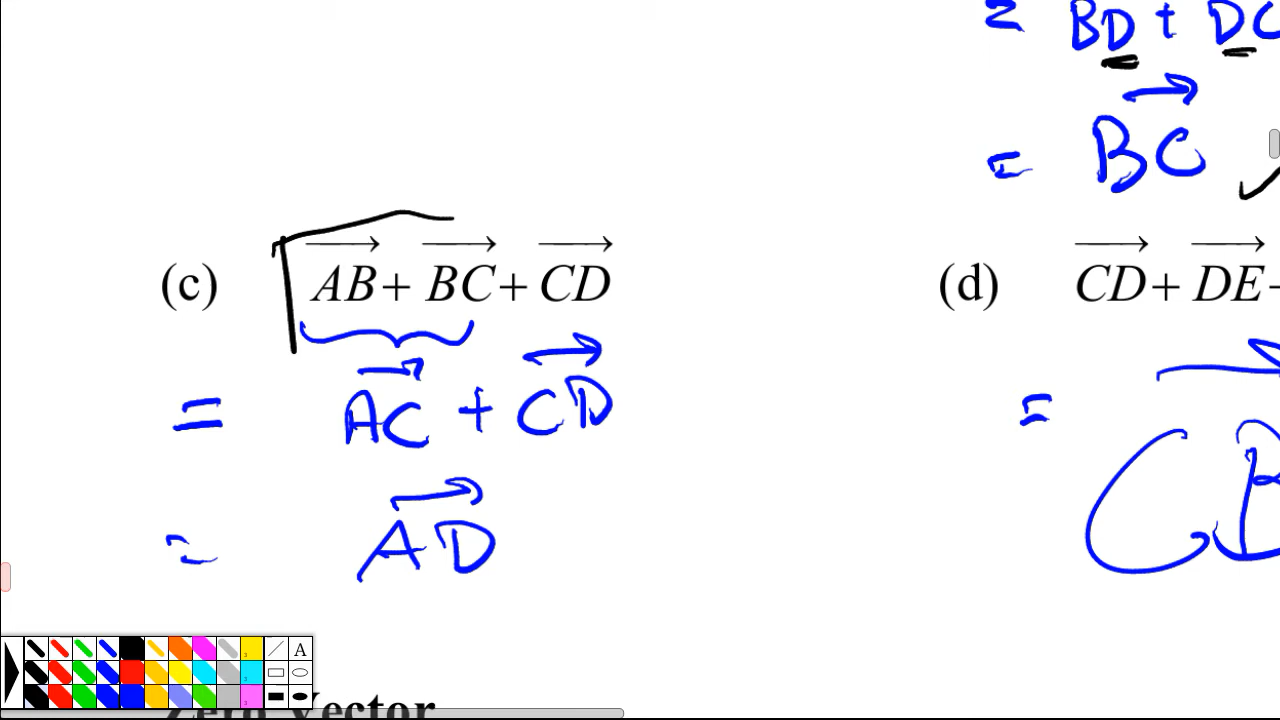 = BD + DC
= BC
(c) AB + BC + CD
(d) CD + DE -
= AC + CD
=
= AD
Zero Vector
A